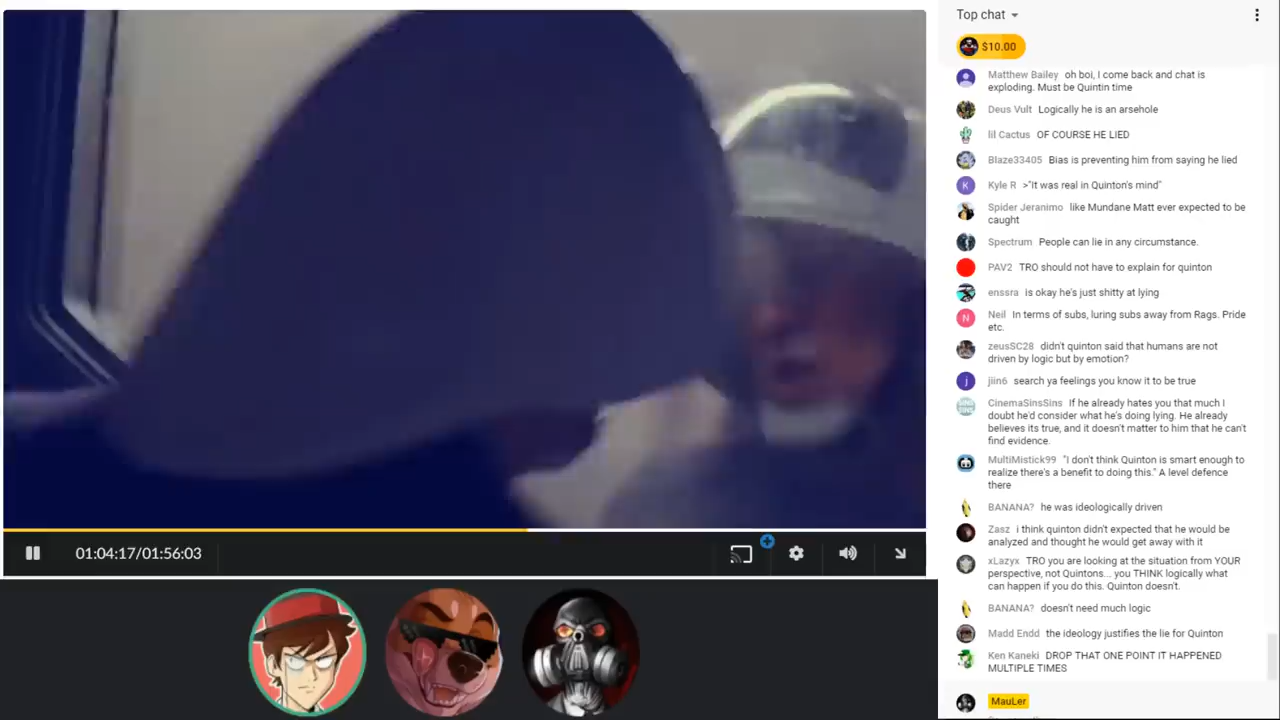 Top chat
$10.00
Matthew Bailey oh boi, I come back and chat is
exploding. Must be Quintin time
Deus Vult Logically he is an arsehole
lil Cactus OF COURSE HE LIED
Blaze33405 Bias is preventing him from saying he lied
K
Kyle R >"It was real in Quinton's mind"
Spider Jeranimo like Mundane Matt ever expected to be
caught
Spectrum People can lie in any circumstance.
PAV2 TRO should not have to explain for quinton
enssra is okay he's just shitty at lying
N
Neil In terms of subs, luring subs away from Rags. Pride
etc.
zeusSC28 didn't quinton said that humans are not
driven by logic but by emotion?
J
jiin6 search ya feelings you know it to be true
CinemaSinsSins If he already hates you that much I
doubt he'd consider what he's doing lying. He already
believes its true, and it doesn't matter to him that he can't
find evidence.
MultiMistick99 "I don't think Quinton is smart enough to
realize there's a benefit to doing this." A level defence
there
BANANA? he was ideologically driven
Zasz i think quinton didn't expected that he would be
analyzed and thought he would get away with it
xLazyx TRO you are looking at the situation from YOUR
perspective, not Quintons... you THINK logically what
can happen if you do this. Quinton doesn't.
BANANA? doesn't need much logic
Madd Endd the ideology justifies the lie for Quinton
Ken Kaneki DROP THAT ONE POINT IT HAPPENED
MULTIPLE TIMES
MauLer
01:04:17/01:56:03